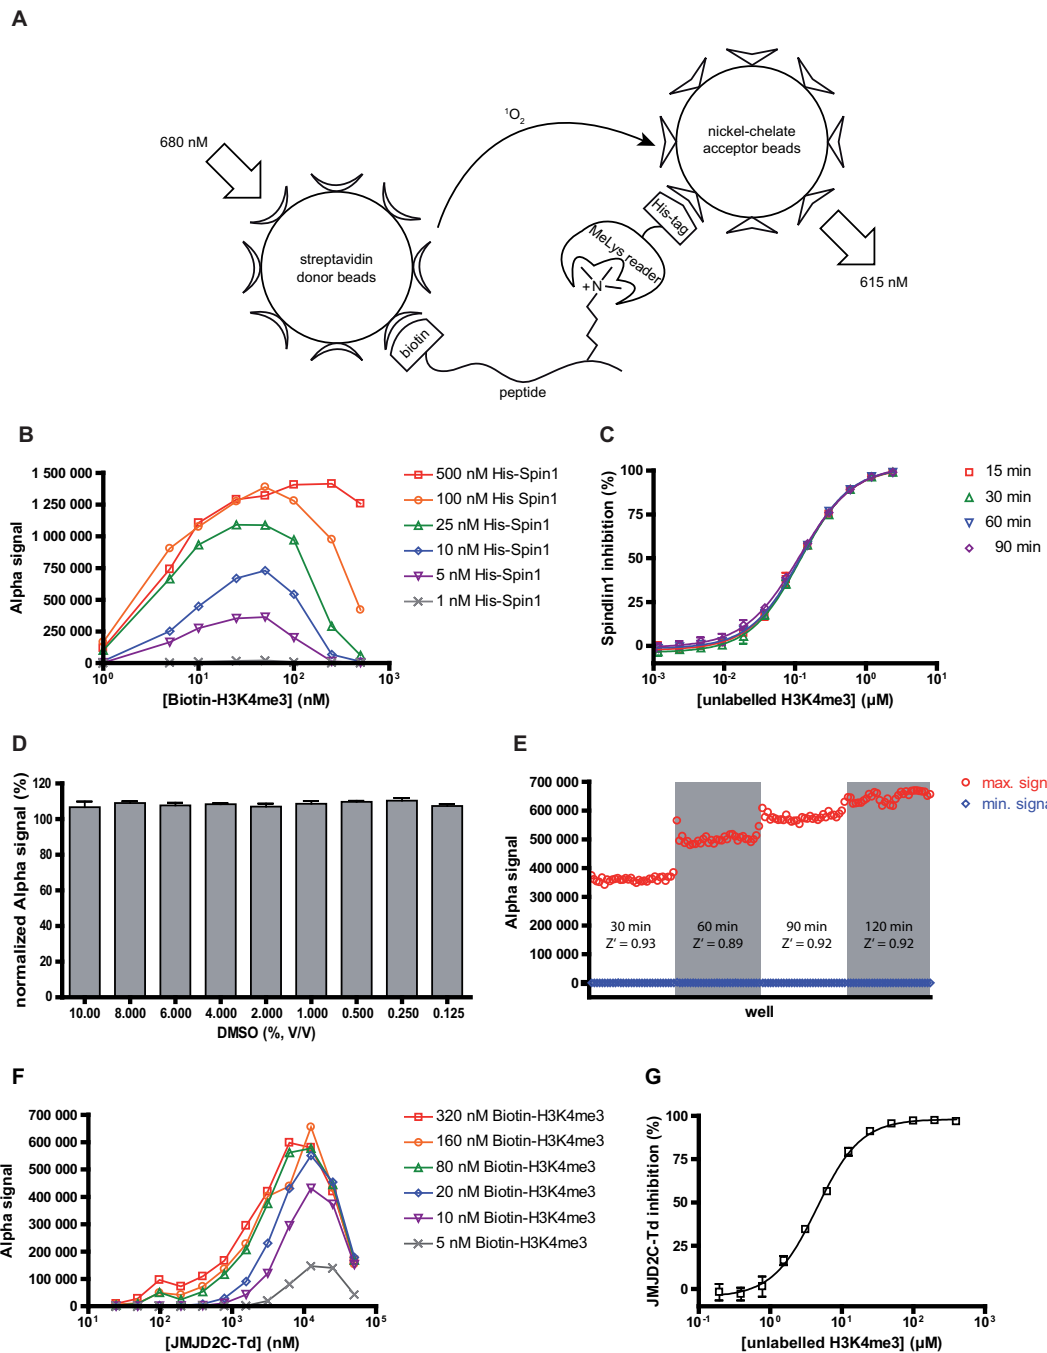 A
680 nM
¹O₂
nickel-chelate
acceptor beads
His-tag
MeLys reader
+N
streptavidin
donor beads
biotin
peptide
615 nM
B
Alpha signal
1 500 000
1 250 000
1 000 000
750 000
500 000
250 000
0
10⁰
10¹
10²
10³
[Biotin-H3K4me3] (nM)
500 nM His-Spin1
100 nM His Spin1
25 nM His-Spin1
10 nM His-Spin1
5 nM His-Spin1
1 nM His-Spin1
C
Spindlin1 inhibition (%)
100
75
50
25
0
10⁻³
10⁻²
10⁻¹
10⁰
10¹
[unlabelled H3K4me3] (µM)
15 min
30 min
60 min
90 min
D
normalized Alpha signal (%)
120
100
80
60
40
20
0
10.00
8.000
6.000
4.000
2.000
1.000
0.500
0.250
0.125
DMSO (%, V/V)
E
Alpha signal
700 000
600 000
500 000
400 000
300 000
200 000
100 000
0
30 min
Z' = 0.93
60 min
Z' = 0.89
90 min
Z' = 0.92
120 min
Z' = 0.92
well
max. sign
min. signa
F
Alpha signal
700 000
600 000
500 000
400 000
300 000
200 000
100 000
0
10¹
10²
10³
10⁴
10⁵
[JMJD2C-Td] (nM)
320 nM Biotin-H3K4me3
160 nM Biotin-H3K4me3
80 nM Biotin-H3K4me3
20 nM Biotin-H3K4me3
10 nM Biotin-H3K4me3
5 nM Biotin-H3K4me3
G
JMJD2C-Td inhibition (%)
100
75
50
25
0
10⁻¹
10⁰
10¹
10²
10³
[unlabelled H3K4me3] (µM)